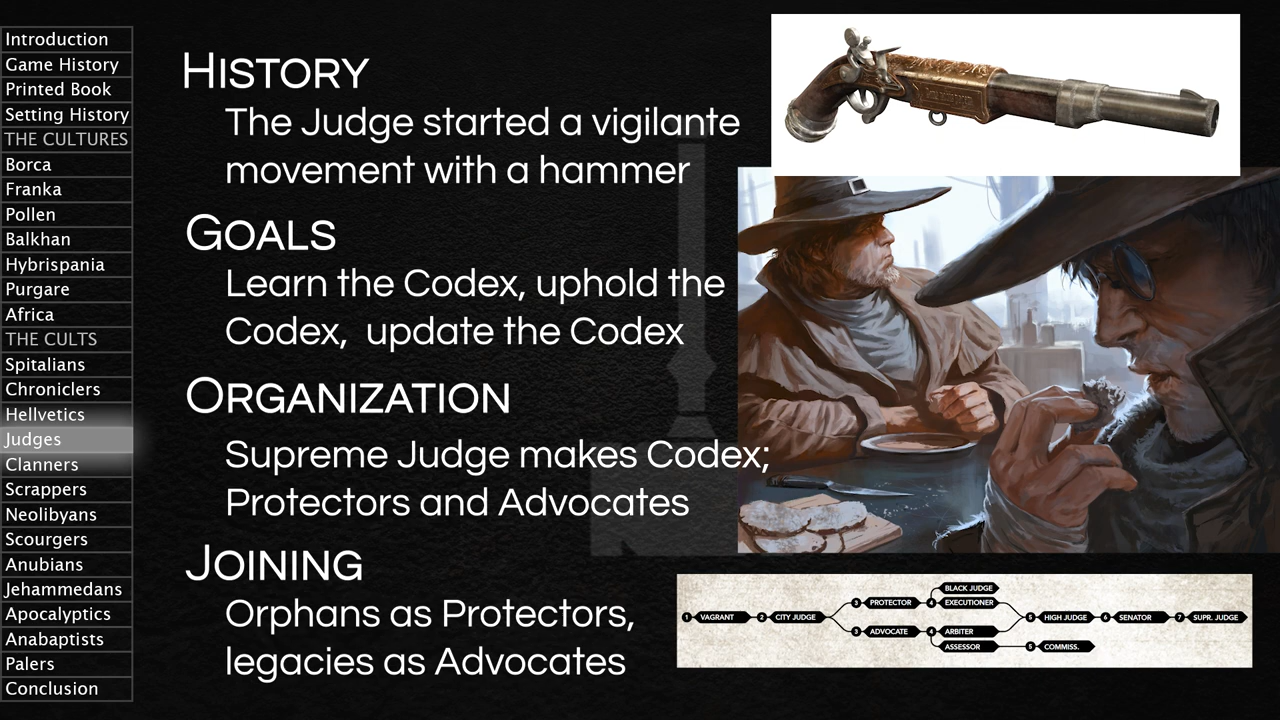 Introduction
Game History
Printed Book
Setting History
THE CULTURES
Borca
Franka
Pollen
Balkhan
Hybrispania
Purgare
Africa
THE CULTS
Spitalians
Chroniclers
Hellvetics
Judges
Clanners
Scrappers
Neolibyans
Scourgers
Anubians
Jehammedans
Apocalyptics
Anabaptists
Palers
Conclusion
HISTORY
The Judge started a vigilante
movement with a hammer
GOALS
Learn the Codex, uphold the
Codex,  update the Codex
ORGANIZATION
Supreme Judge makes Codex;
Protectors and Advocates
JOINING
Orphans as Protectors,
legacies as Advocates
1 VAGRANT 2 CITY JUDGE
3 PROTECTOR 4 BLACK JUDGE
EXECUTIONER
3 ADVOCATE 4 ARBITER
ASSESSOR 5 COMMISS.
5 HIGH JUDGE 6 SENATOR 7 SUPR. JUDGE